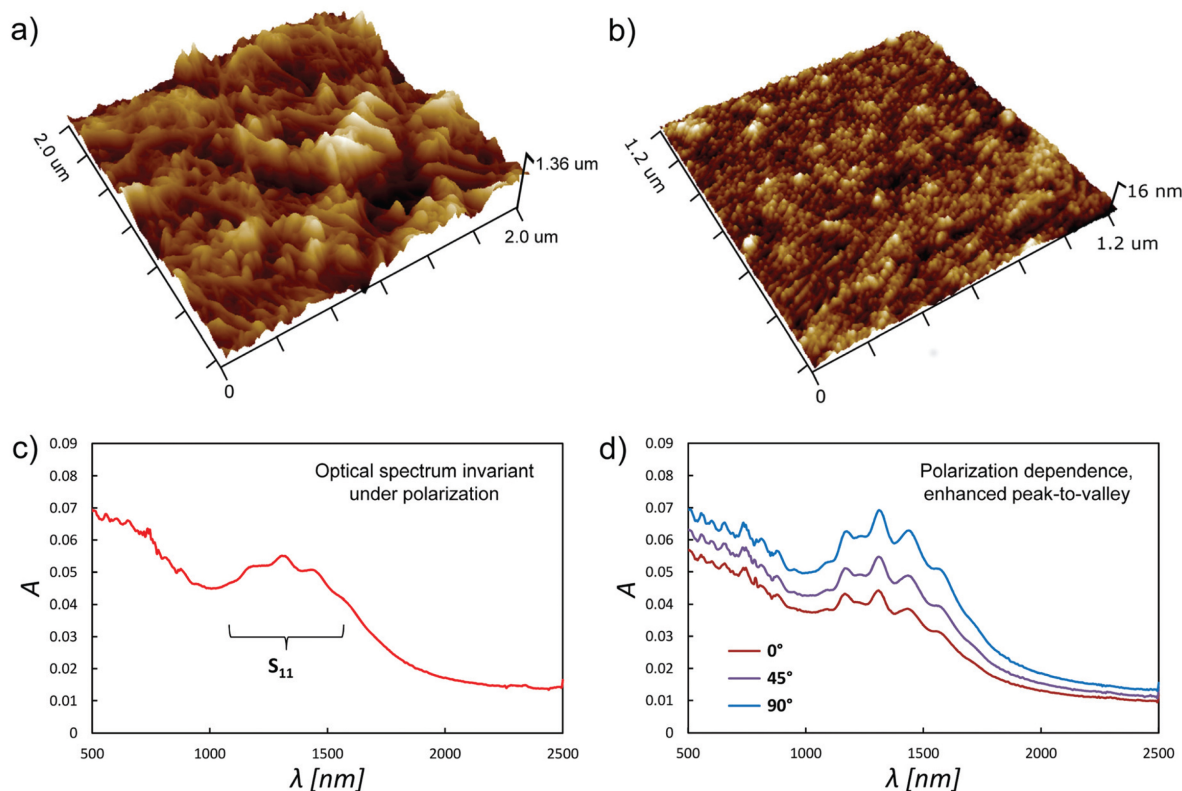 a)
2.0 um
1.36 um
2.0 um
0
b)
1.2 um
16 nm
1.2 um
0
c)
0.09
0.08
0.07
0.06
0.05
0.04
0.03
0.02
0.01
0
A
Optical spectrum invariant
under polarization
S₁₁
500
1000
1500
2000
2500
λ [nm]
d)
0.09
0.08
0.07
0.06
0.05
0.04
0.03
0.02
0.01
0
A
Polarization dependence,
enhanced peak-to-valley
0°
45°
90°
500
1000
1500
2000
2500
λ [nm]